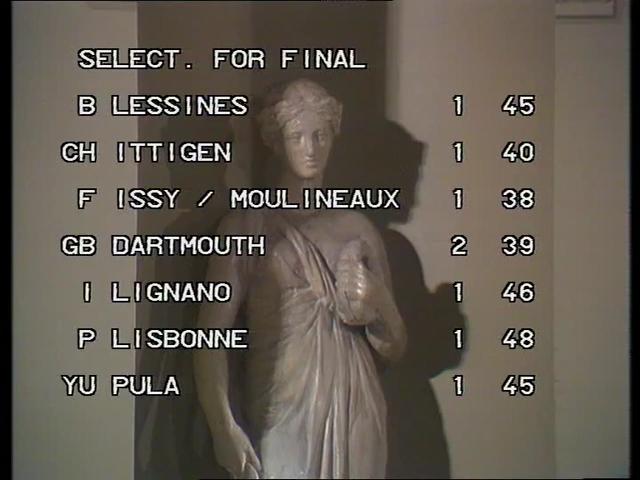 SELECT. FOR FINAL
B LESSINES 1 45
CH ITTIGEN 1 40
F ISSY / MOULINEAUX 1 38
GB DARTMOUTH 2 39
I LIGNANO 1 46
P LISBONNE 1 48
YU PULA 1 45